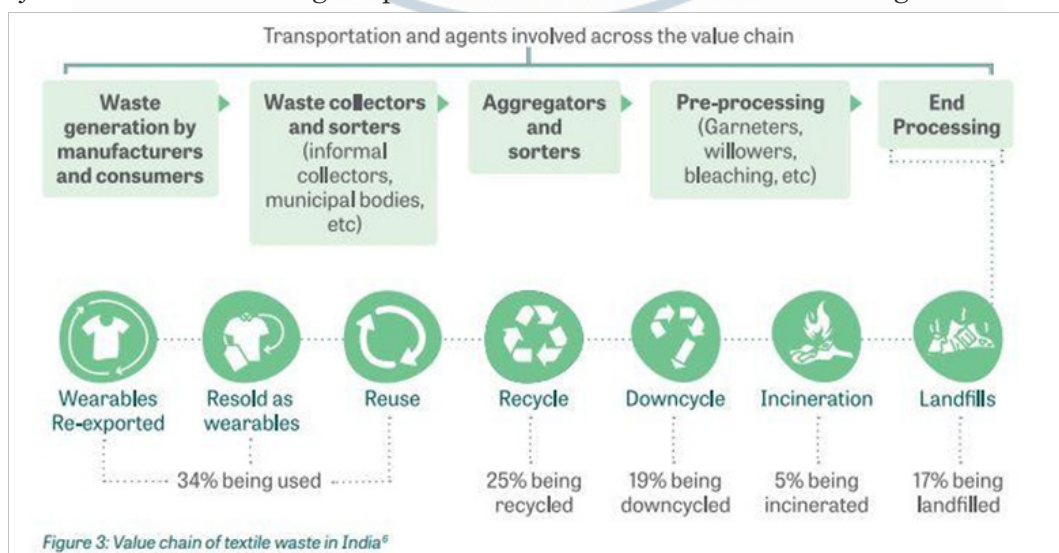 Transportation and agents involved across the value chain
Waste
generation by
manufacturers
and consumers
Waste collectors
and sorters
(informal
collectors,
municipal bodies,
etc)
Aggregators
and
sorters
Pre-processing
(Garneters,
willowers,
bleaching, etc)
End
Processing
Wearables
Re-exported
Resold as
wearables
Reuse
Recycle
Downcycle
Incineration
Landfills
34% being used
25% being
recycled
19% being
downcycled
5% being
incinerated
17% being
landfilled
Figure 3: Value chain of textile waste in India⁶